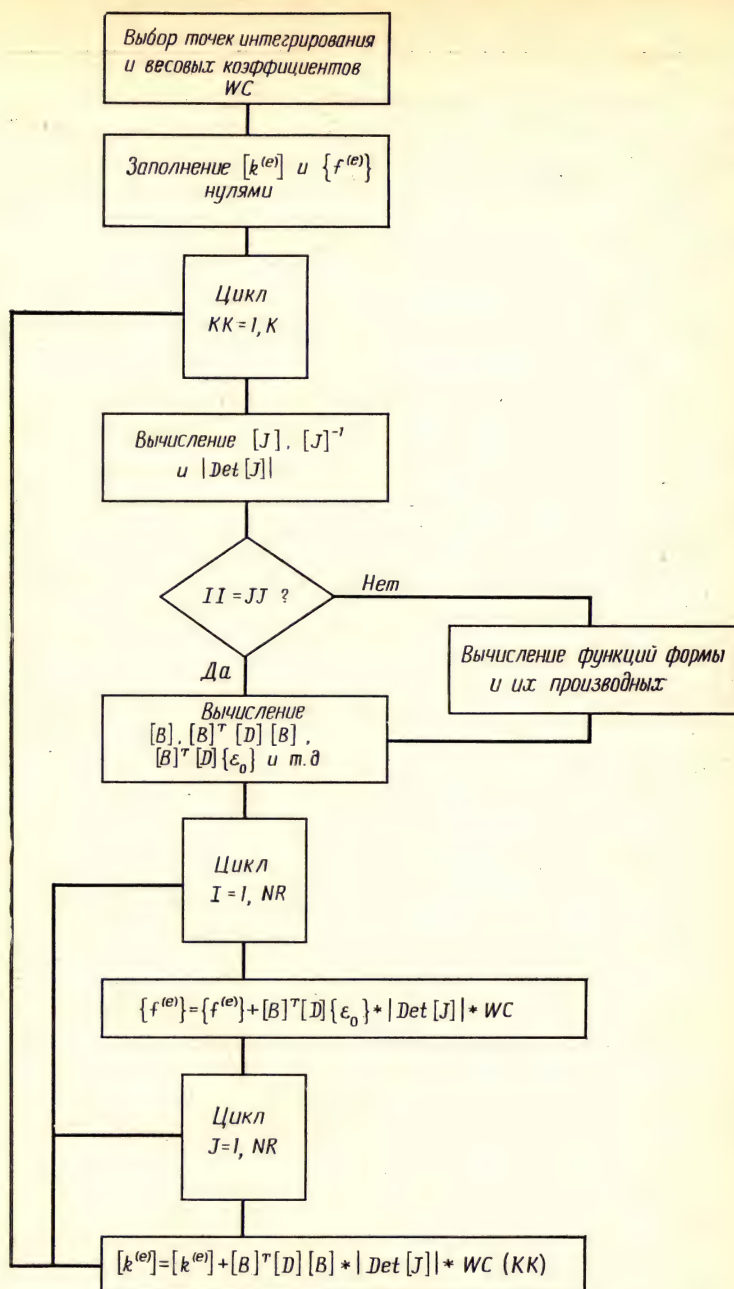 Выбор точек интегрирования
и весовых коэффициентов
WC
Заполнение [k^(e)] и {f^(e)}
нулями
Цикл
KK = 1, K
Вычисление [J], [J]^-1
и |Det [J]|
II = JJ ?
Нет
Да
Вычисление функций формы
и их производных
Вычисление
[B], [B]^T [D] [B],
[B]^T [D] {ε_0} и т.д
Цикл
I = 1, NR
{f^(e)} = {f^(e)} + [B]^T [D] {ε_0} * |Det [J]| * WC
Цикл
J = 1, NR
[k^(e)] = [k^(e)] + [B]^T [D] [B] * |Det [J]| * WC (KK)